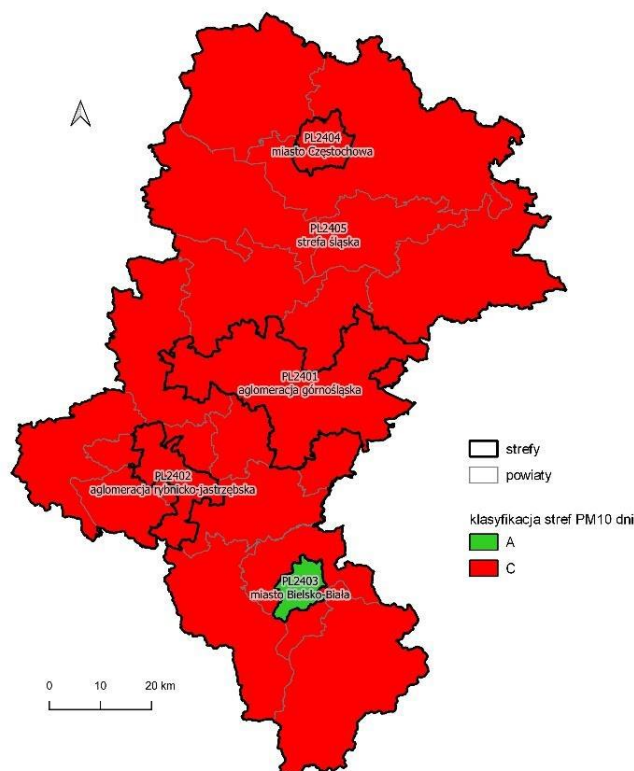 PL2404
miasto Częstochowa
PL2405
strefa śląska
PL2401
aglomeracja górnośląska
PL2402
aglomeracja rybnicko-jastrzębska
PL2403
miasto Bielsko-Biała
strefy
powiaty
klasyfikacja stref PM10 dni
A
C
0 10 20 km